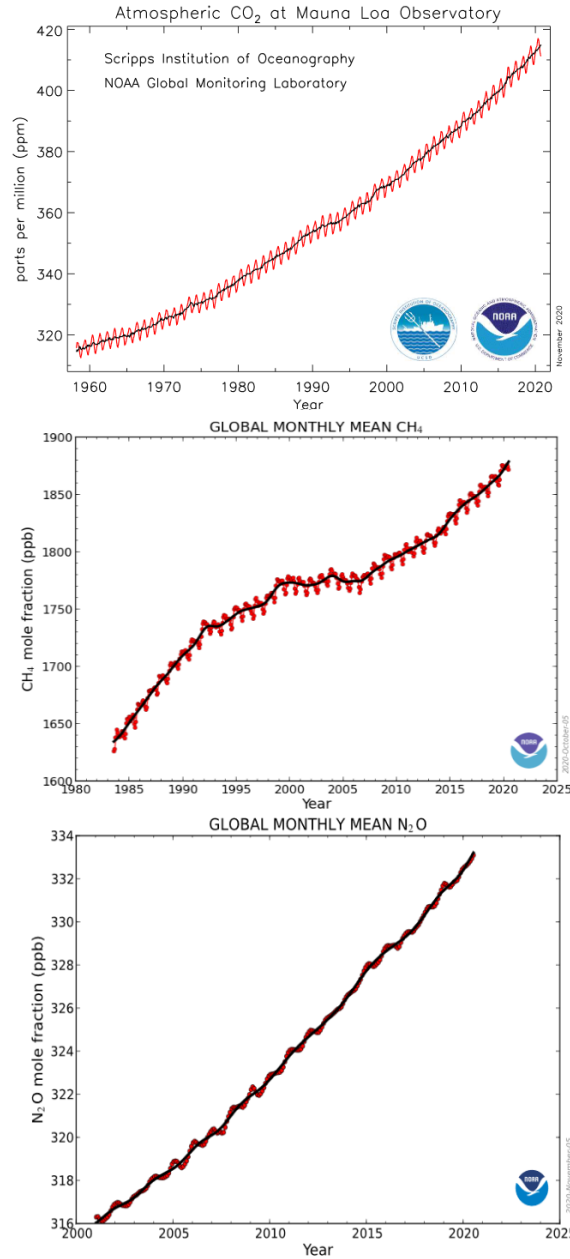 Atmospheric CO₂ at Mauna Loa Observatory
Scripps Institution of Oceanography
NOAA Global Monitoring Laboratory
parts per million (ppm)
420
400
380
360
340
320
1960
1970
1980
1990
2000
2010
2020
Year
NOAA
November 2020
GLOBAL MONTHLY MEAN CH₄
CH₄ mole fraction (ppb)
1900
1850
1800
1750
1700
1650
1600
1980
1985
1990
1995
2000
2005
2010
2015
2020
2025
Year
NOAA
2020-October-05
GLOBAL MONTHLY MEAN N₂O
N₂O mole fraction (ppb)
334
332
330
328
326
324
322
320
318
316
2000
2005
2010
2015
2020
2025
Year
NOAA
2020-November-05